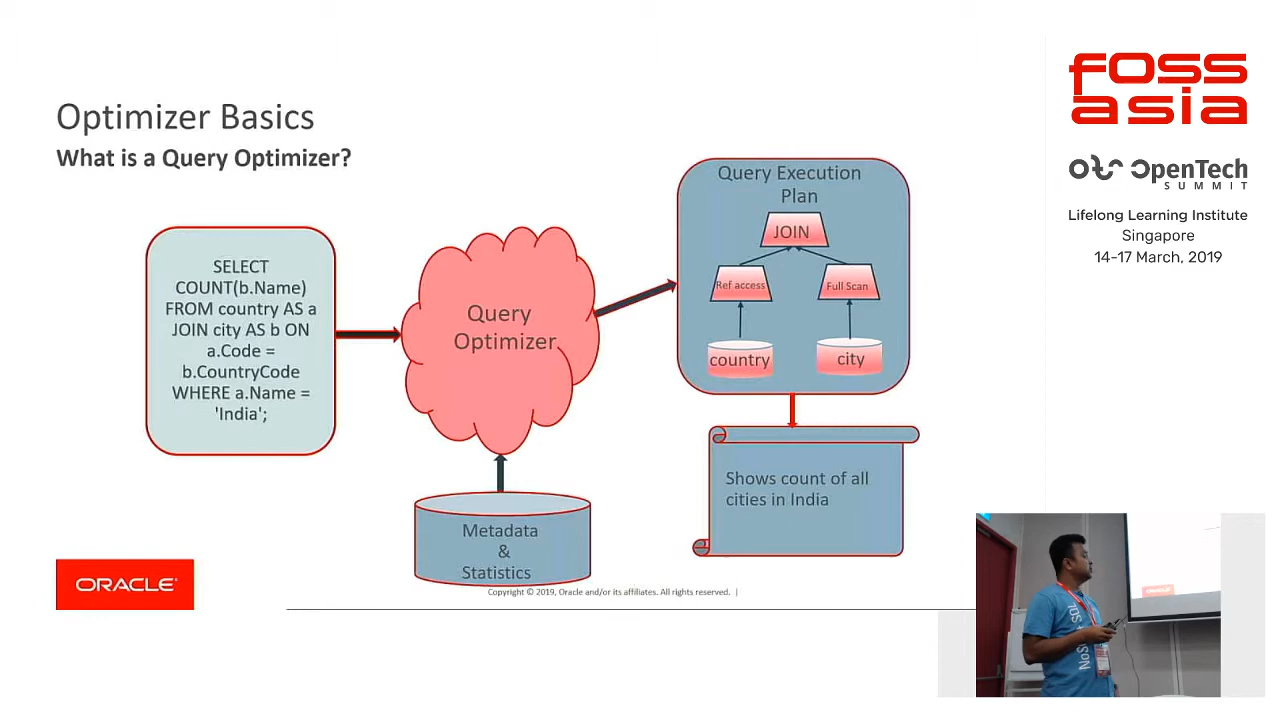 Optimizer Basics
What is a Query Optimizer?
SELECT
COUNT(b.Name)
FROM country AS a
JOIN city AS b ON
a.Code =
b.CountryCode
WHERE a.Name =
'India';
Query
Optimizer
Metadata
&
Statistics
Query Execution
Plan
JOIN
Ref access
Full Scan
country
city
Shows count of all
cities in India
ORACLE
Copyright © 2019, Oracle and/or its affiliates. All rights reserved. |
FOSS
asia
OpenTech
SUMMIT
Lifelong Learning Institute
Singapore
14-17 March, 2019